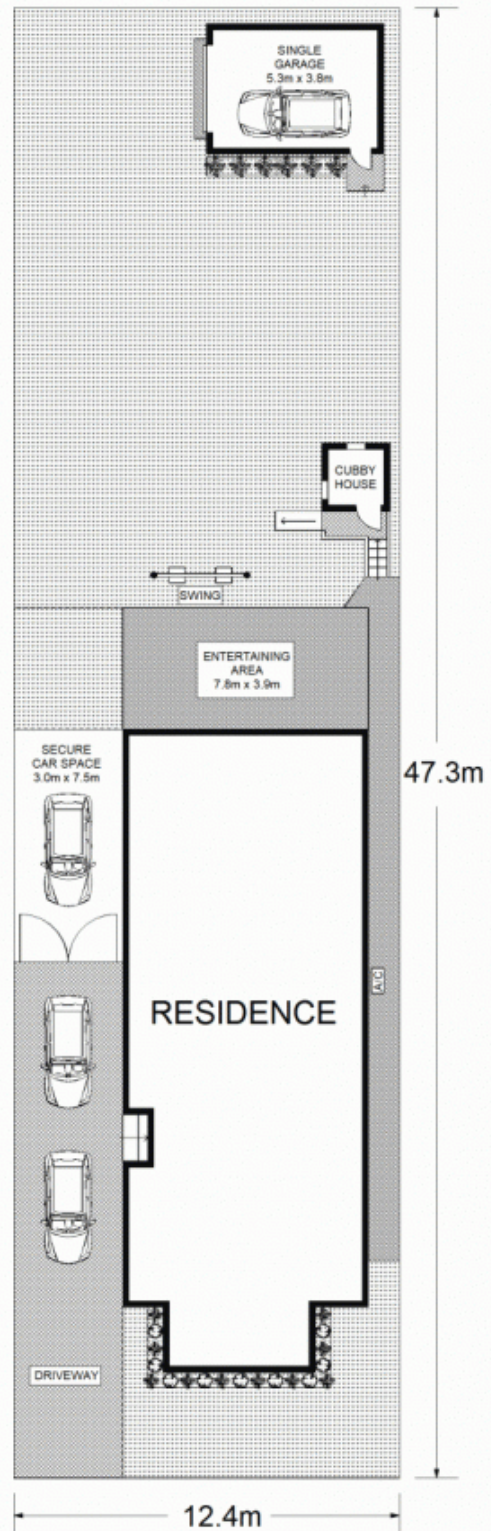 SINGLE
GARAGE
5.3m x 3.8m
CUBBY
HOUSE
SWING
ENTERTAINING
AREA
7.8m x 3.9m
SECURE
CAR SPACE
3.0m x 7.5m
47.3m
A/C
RESIDENCE
DRIVEWAY
12.4m